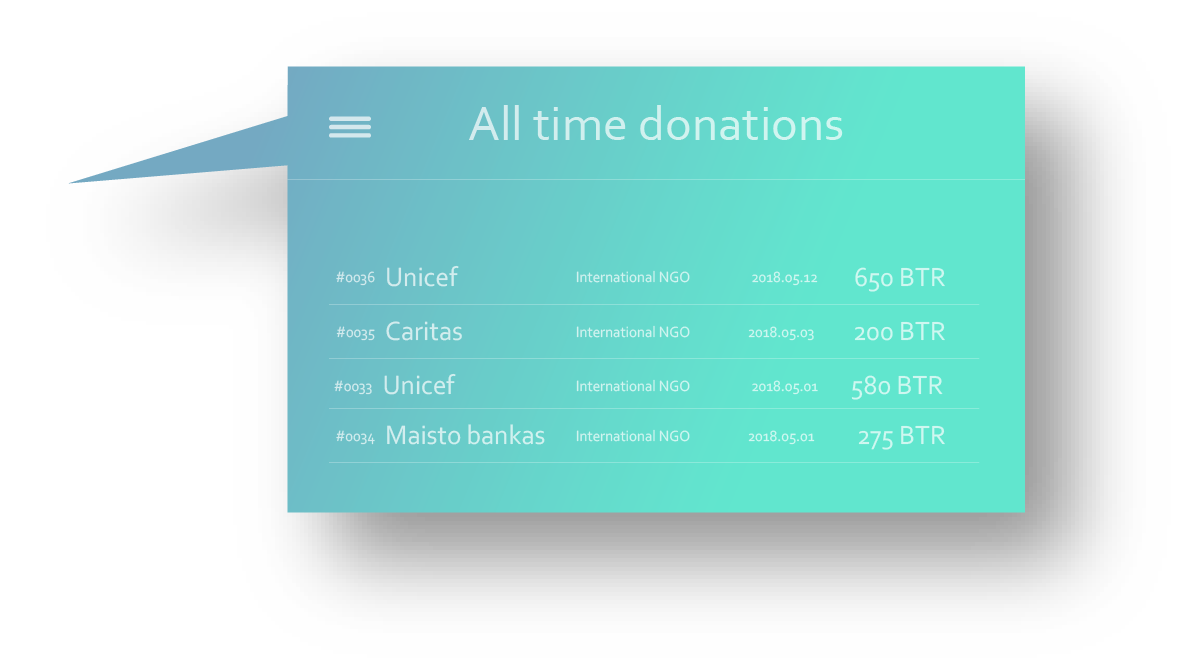 All time donations
#0036 Unicef International NGO 2018.05.12 650 BTR
#0035 Caritas International NGO 2018.05.03 200 BTR
#0033 Unicef International NGO 2018.05.01 580 BTR
#0034 Maisto bankas International NGO 2018.05.01 275 BTR